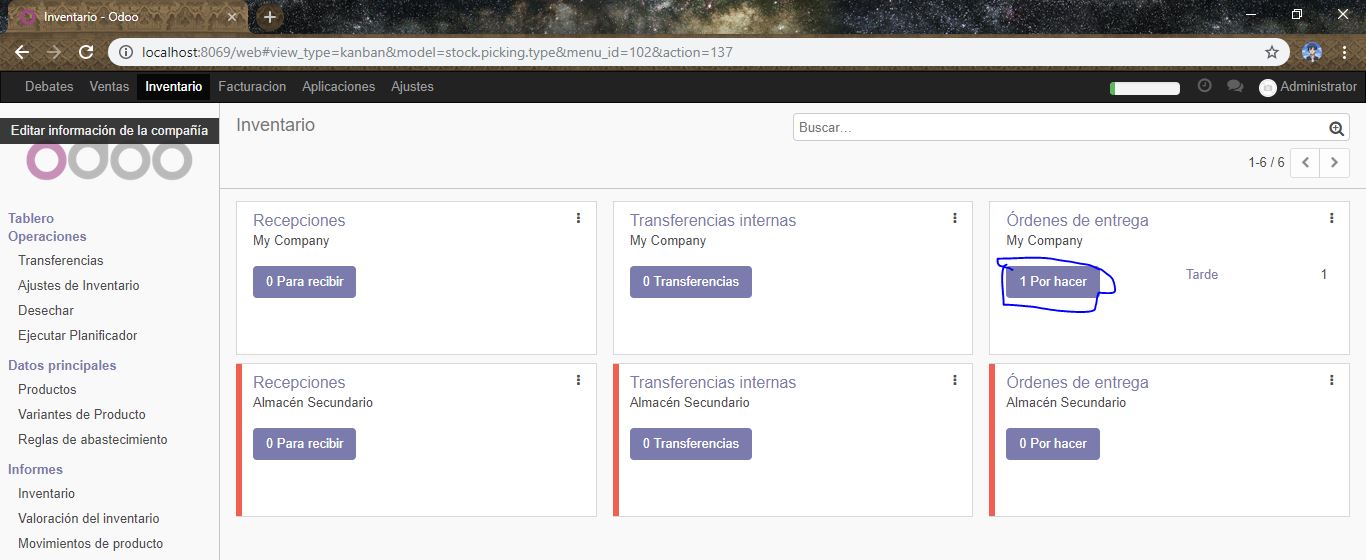 Inventario - Odoo
localhost:8069/web#view_type=kanban&model=stock.picking.type&menu_id=102&action=137
Debates Ventas Inventario Facturacion Aplicaciones Ajustes Administrator
Editar información de la compañía
odoo
Inventario
Buscar...
1-6 / 6
Tablero
Operaciones
Transferencias
Ajustes de Inventario
Desechar
Ejecutar Planificador
Datos principales
Productos
Variantes de Producto
Reglas de abastecimiento
Informes
Inventario
Valoración del inventario
Movimientos de producto
Recepciones
My Company
0 Para recibir
Transferencias internas
My Company
0 Transferencias
Órdenes de entrega
My Company
1 Por hacer
Tarde 1
Recepciones
Almacén Secundario
0 Para recibir
Transferencias internas
Almacén Secundario
0 Transferencias
Órdenes de entrega
Almacén Secundario
0 Por hacer